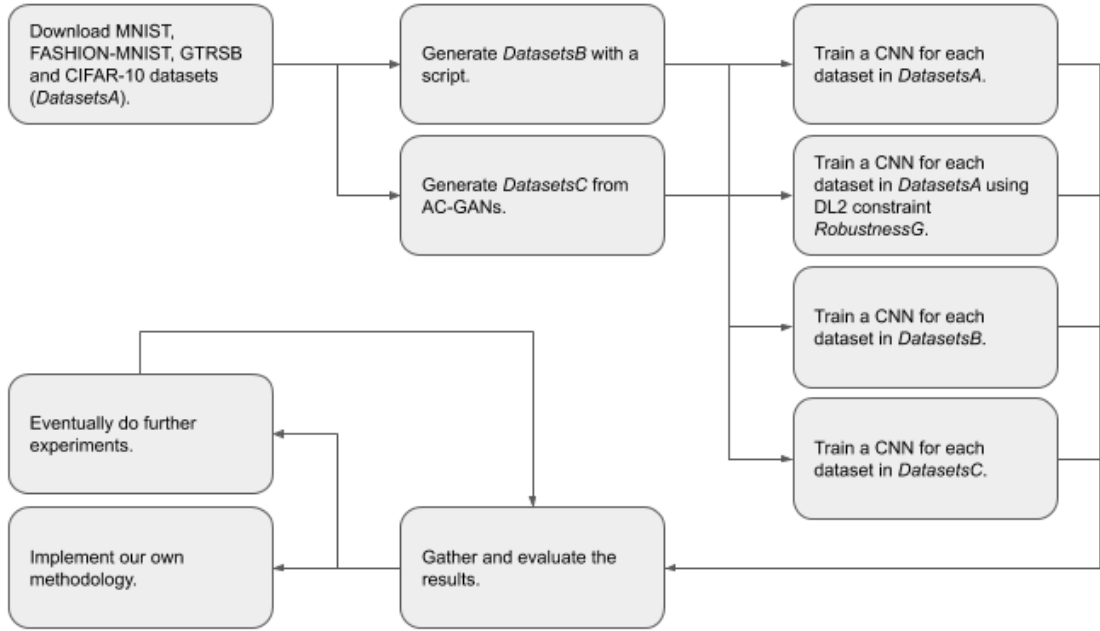 Download MNIST,
FASHION-MNIST, GTRSB
and CIFAR-10 datasets
(DatasetsA).
Generate DatasetsB with a
script.
Generate DatasetsC from
AC-GANs.
Train a CNN for each
dataset in DatasetsA.
Train a CNN for each
dataset in DatasetsA using
DL2 constraint
RobustnessG.
Train a CNN for each
dataset in DatasetsB.
Train a CNN for each
dataset in DatasetsC.
Eventually do further
experiments.
Implement our own
methodology.
Gather and evaluate the
results.